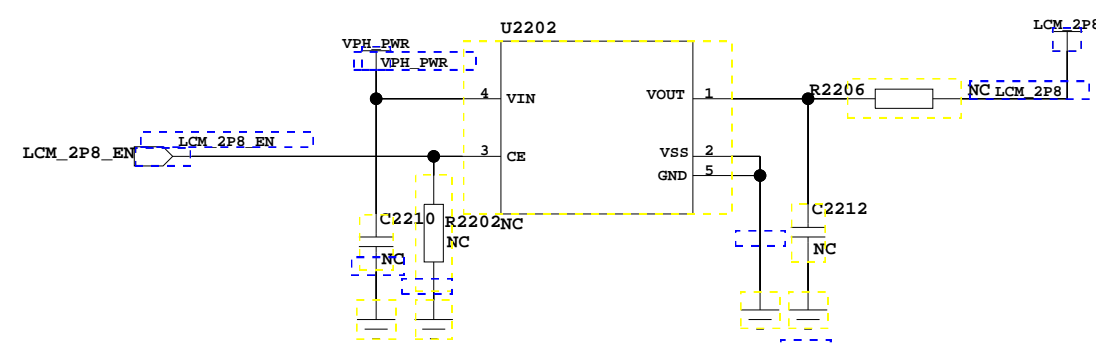 U2202
LCM_2P8
VPH_PWR
VPH_PWR
4 VIN
VOUT 1
R2206
NC
LCM_2P8
LCM_2P8_EN
LCM_2P8_EN
3 CE
VSS 2
GND 5
C2210
R2202
NC
C2212
NC
NC
NC